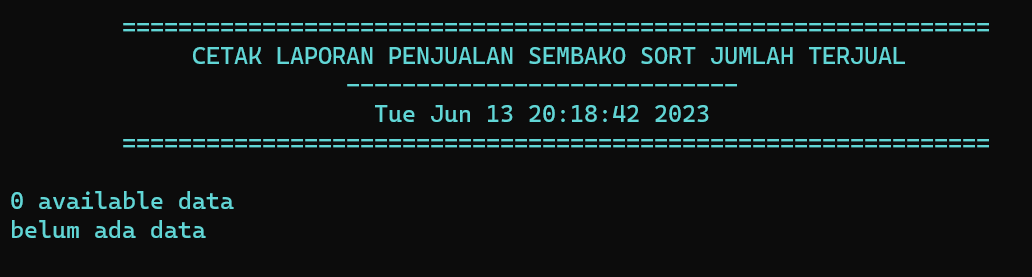 ==============================================================
CETAK LAPORAN PENJUALAN SEMBAKO SORT JUMLAH TERJUAL
----------------------------
Tue Jun 13 20:18:42 2023
==============================================================
0 available data
belum ada data